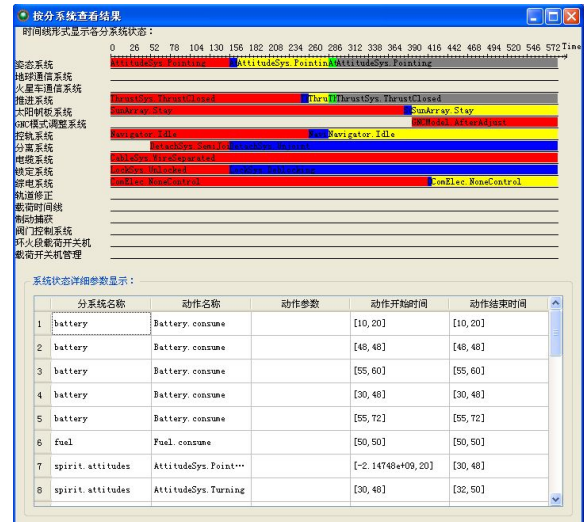 按分系统查看结果
时间线形式显示各分系统状态：
0 26 52 78 104 130 156 182 208 234 260 286 312 338 364 390 416 442 468 494 520 546 572 Time
姿态系统 AttitudeSys.Pointing AttitudeSys.Pointin At AttitudeSys.Pointing
地球通信系统
火星车通信系统
推进系统 ThrustSys.ThrustClosed Thru Tl ThrustSys.ThrustClosed
太阳帆板系统 SunArray.Stay SunArray.Stay
GNC模式调整系统 GNCModel.AfterAdjust
控轨系统 Navigator.Idle Navigator.Idle
分离系统 DetachSys.SemiJoi
电缆系统 CableSys.WireSeparated
锁定系统 LockSys.Unlocked
综电系统 ComElec.NoneControl ComElec.NoneControl
轨道修正
载荷时间线
制动捕获
阀门控制系统
环火段载荷开关机
载荷开关机管理
系统状态详细参数显示：
分系统名称 动作名称 动作参数 动作开始时间 动作结束时间
1 battery Battery.consume [10,20] [10,20]
2 battery Battery.consume [48,48] [48,48]
3 battery Battery.consume [55,60] [55,60]
4 battery Battery.consume [30,48] [30,48]
5 battery Battery.consume [55,72] [55,72]
6 fuel Fuel.consume [50,50] [50,50]
7 spirit.attitudes AttitudeSys.Point… [-2.14748e+09,20] [30,48]
8 spirit.attitudes AttitudeSys.Turning [30,48] [32,50]